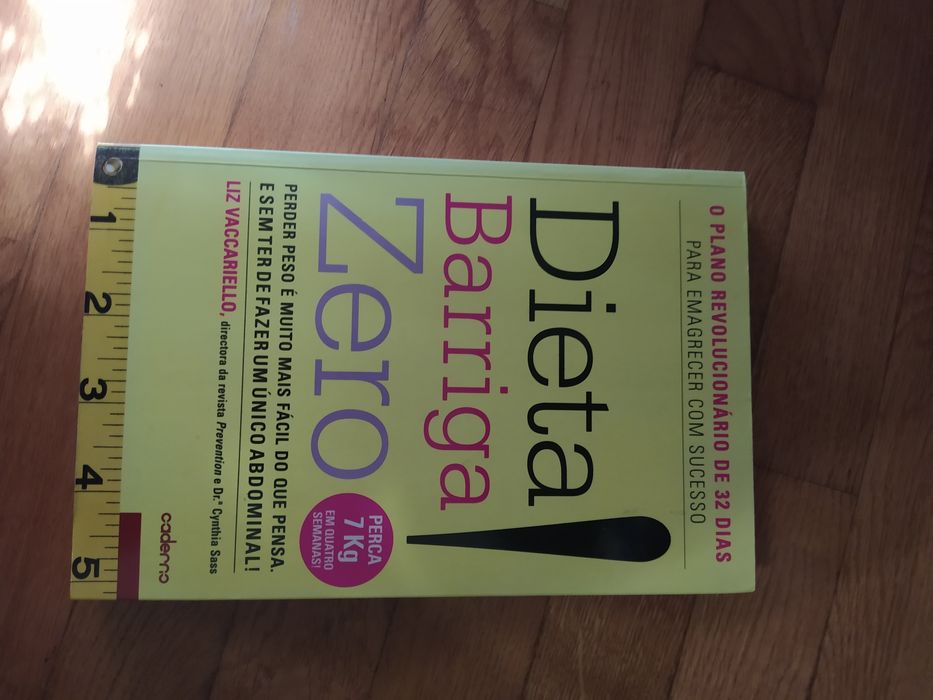 O PLANO REVOLUCIONÁRIO DE 32 DIAS
PARA EMAGRECER COM SUCESSO
Dieta
Barriga
Zero!
PERCA
7 Kg
EM QUATRO
SEMANAS!
PERDER PESO É MUITO MAIS FÁCIL DO QUE PENSA.
E SEM TER DE FAZER UM ÚNICO ABDOMINAL!
LIZ VACCARIELLO, directora da revista Prevention e Dr.ª Cynthia Sass
caderno
1 2 3 4 5